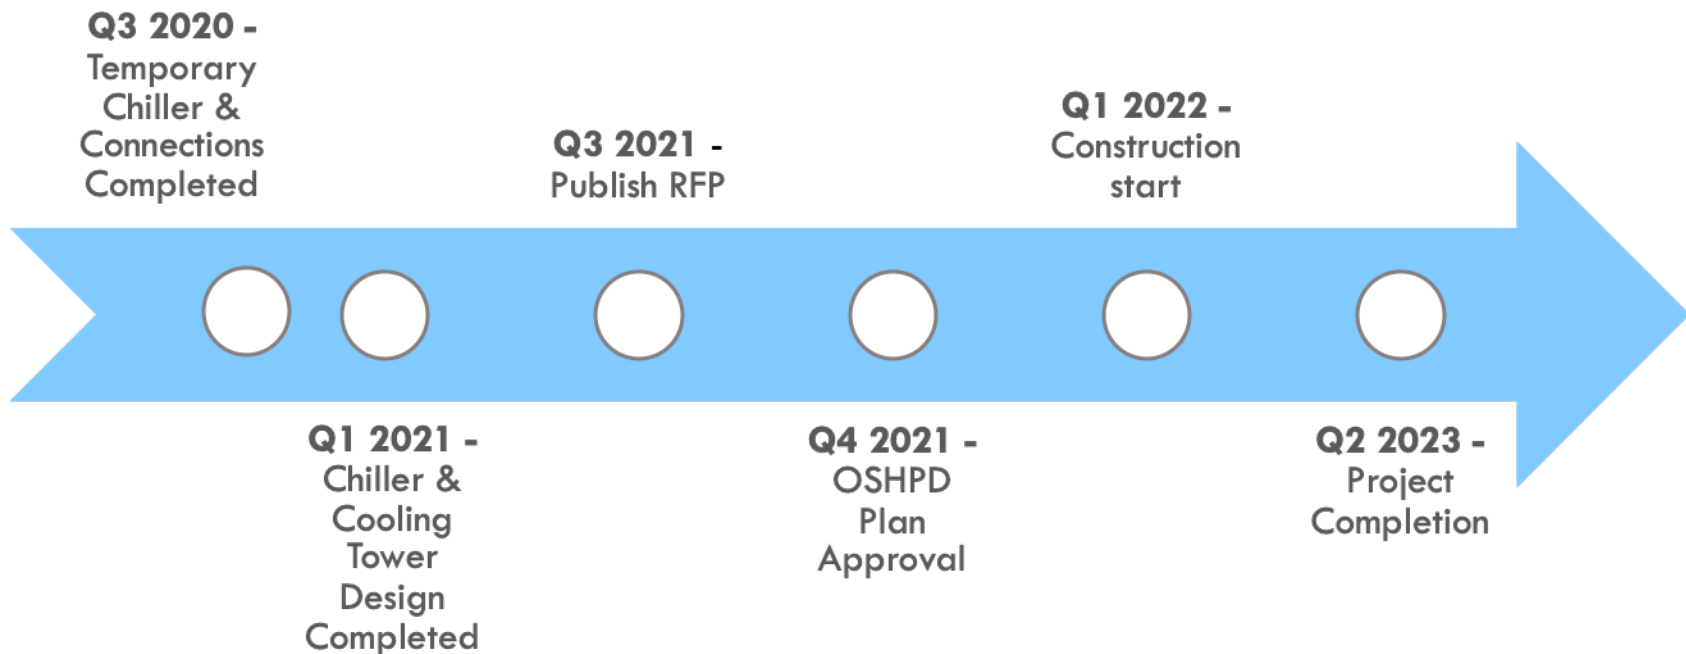 Q3 2020 -
Temporary
Chiller &
Connections
Completed
Q1 2021 -
Chiller &
Cooling
Tower
Design
Completed
Q3 2021 -
Publish RFP
Q4 2021 -
OSHPD
Plan
Approval
Q1 2022 -
Construction
start
Q2 2023 -
Project
Completion